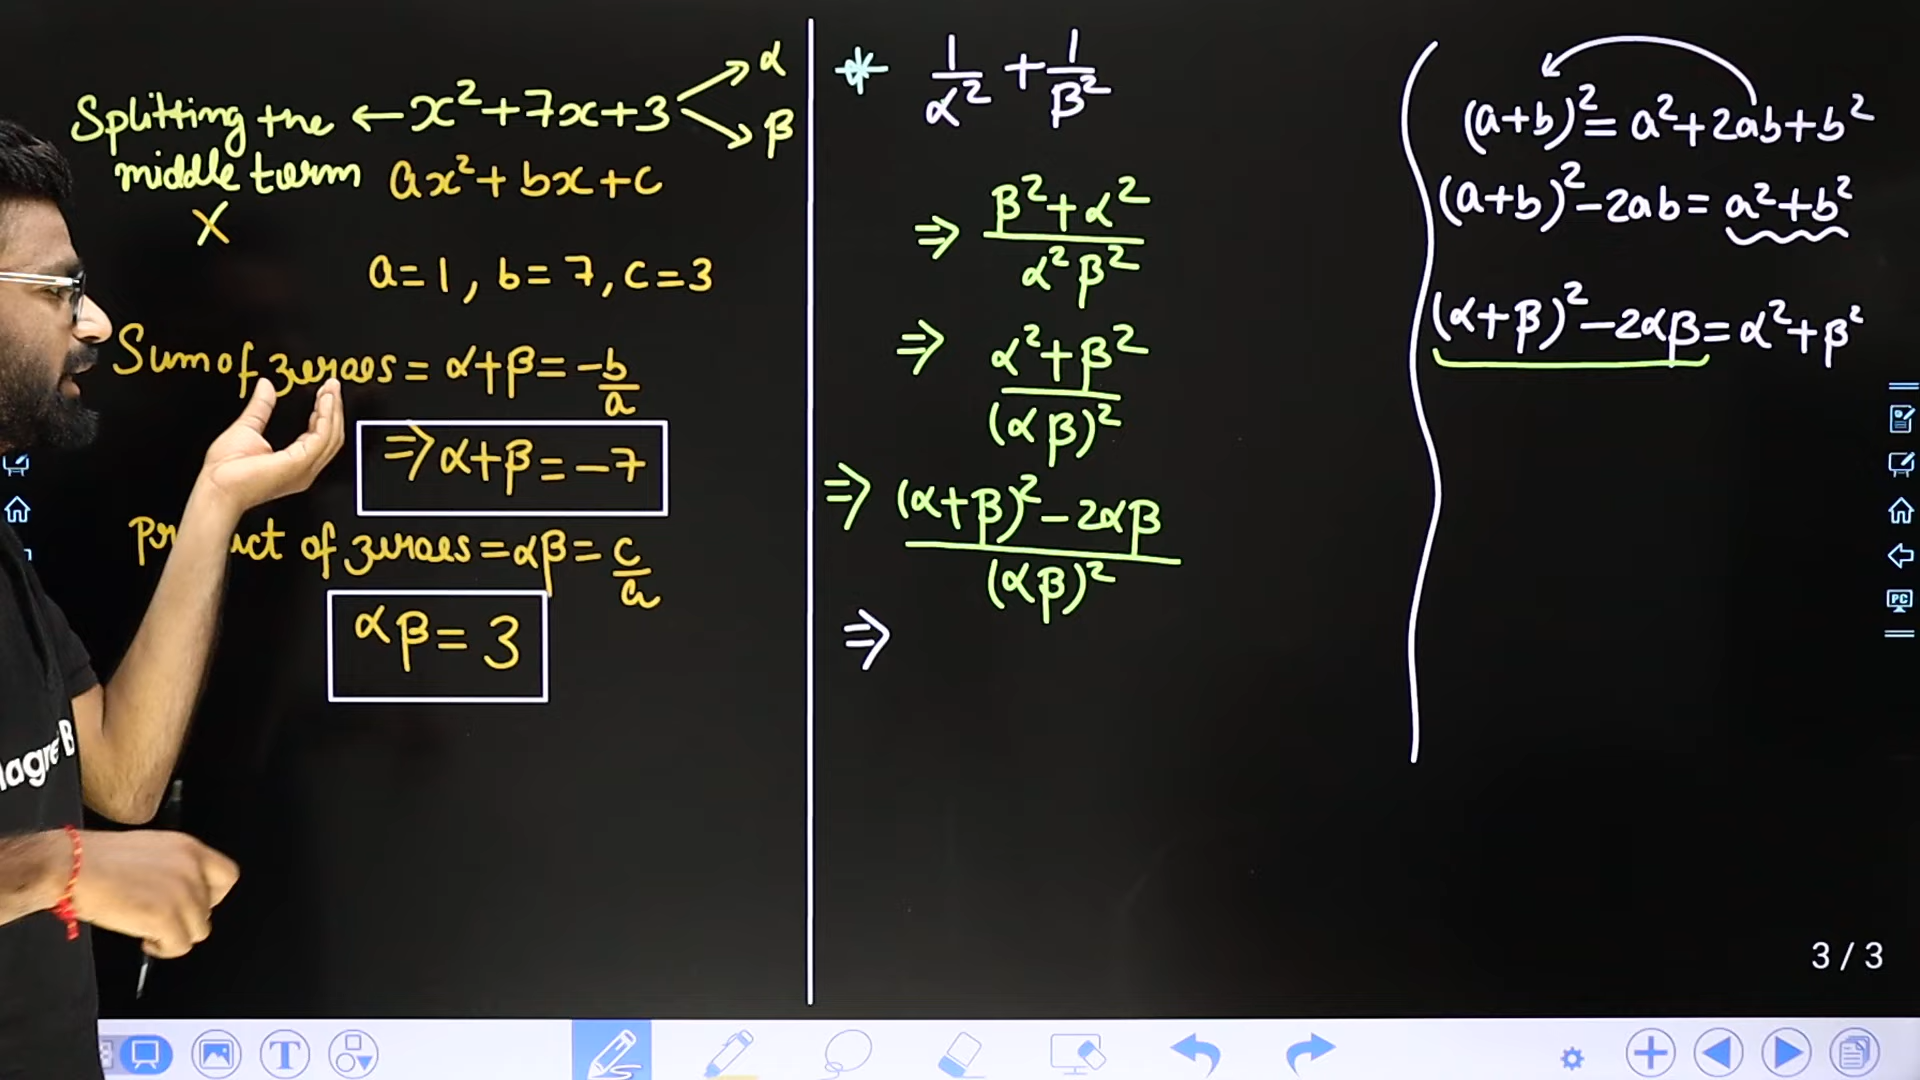 Splitting the ← x²+7x+3 α
β
middle term ax²+bx+c
X
a=1, b=7, c=3
Sum of zeroes = α+β = -b/a
⇒ α+β = -7
of zeroes = αβ = c/a
αβ = 3
* 1/α² + 1/β²
⇒ β²+α² / α²β²
⇒ α²+β² / (αβ)²
⇒ (α+β)²-2αβ / (αβ)²
⇒
(a+b)² = a²+2ab+b²
(a+b)²-2ab = a²+b²
(α+β)²-2αβ = α²+β²
3 / 3
T
PC